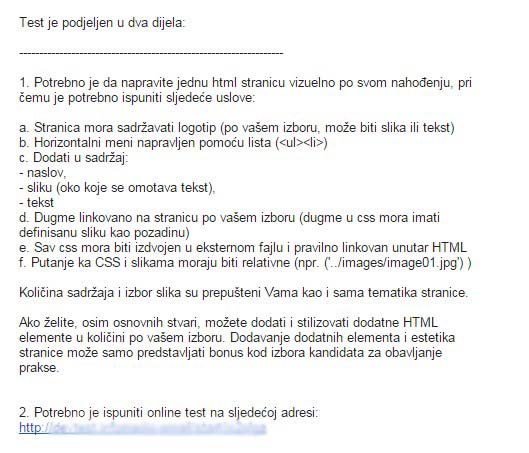 Test je podjeljen u dva dijela:
------------------------------------------------------------------
1. Potrebno je da napravite jednu html stranicu vizuelno po svom nahođenju, pri
čemu je potrebno ispuniti sljedeće uslove:
a. Stranica mora sadržavati logotip (po vašem izboru, može biti slika ili tekst)
b. Horizontalni meni napravljen pomoću lista (<ul><li>)
c. Dodati u sadržaj:
- naslov,
- sliku (oko koje se omotava tekst),
- tekst
d. Dugme linkovano na stranicu po vašem izboru (dugme u css mora imati
definisanu sliku kao pozadinu)
e. Sav css mora biti izdvojen u eksternom fajlu i pravilno linkovan unutar HTML
f. Putanje ka CSS i slikama moraju biti relativne (npr. ('../images/image01.jpg') )
Količina sadržaja i izbor slika su prepušteni Vama kao i sama tematika stranice.
Ako želite, osim osnovnih stvari, možete dodati i stilizovati dodatne HTML
elemente u količini po vašem izboru. Dodavanje dodatnih elementa i estetika
stranice može samo predstavljati bonus kod izbora kandidata za obavljanje
prakse.
2. Potrebno je ispuniti online test na sljedećoj adresi:
http://